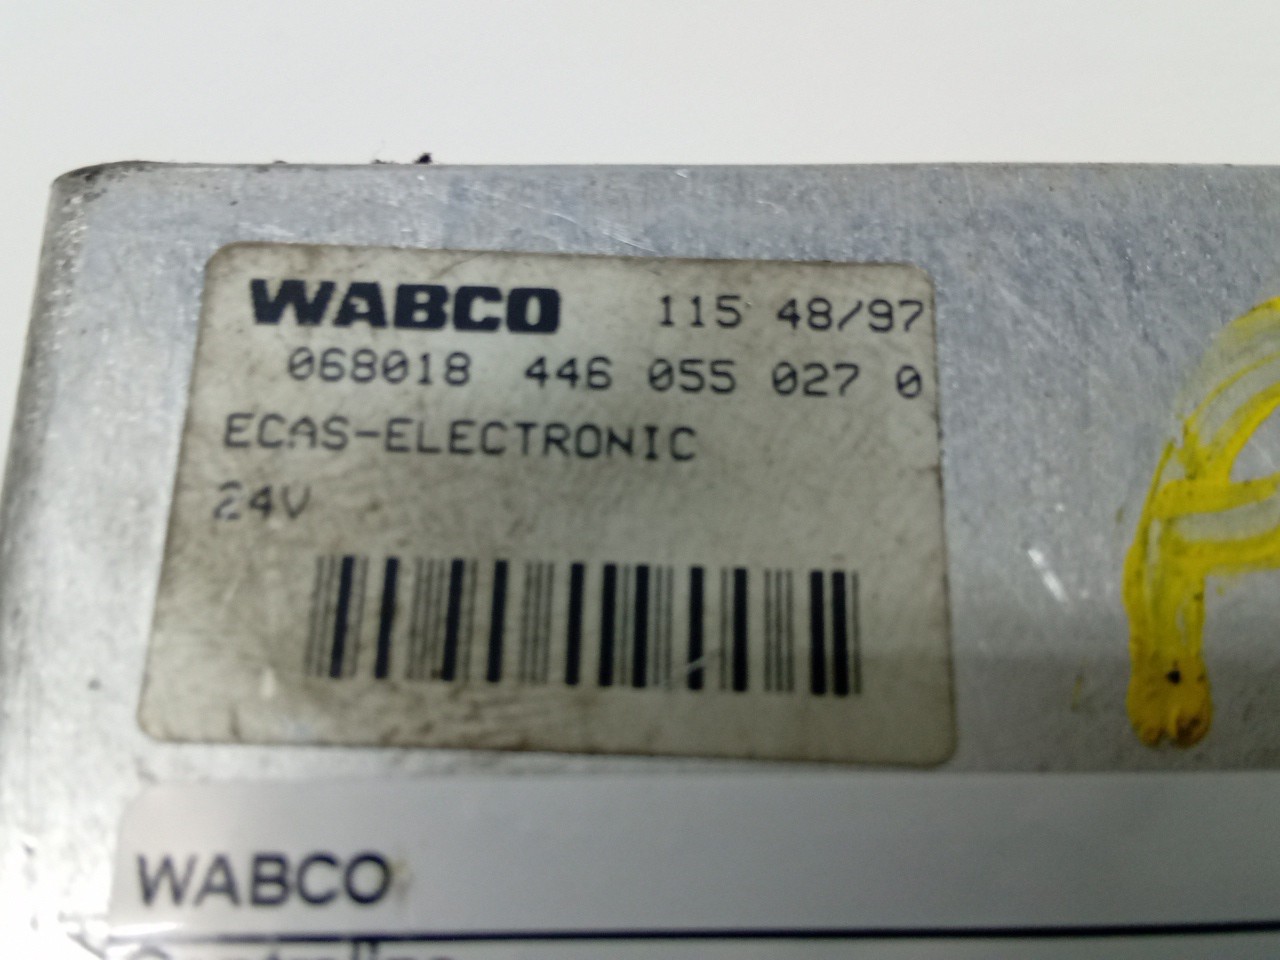 WABCO 115 48/97
068018 446 055 027 0
ECAS-ELECTRONIC
24V
WABCO